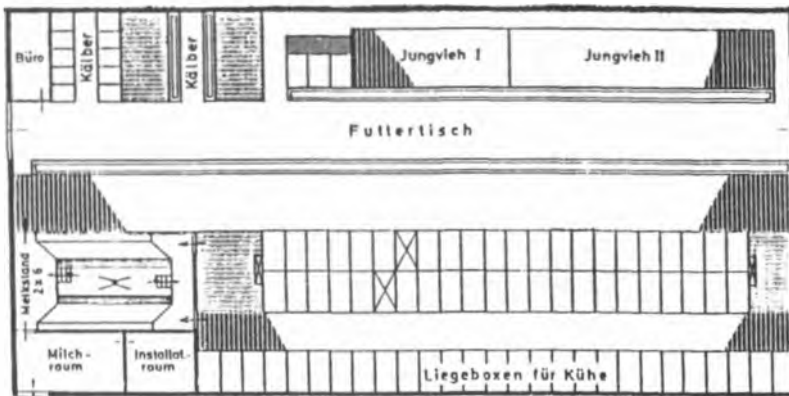 Büro
Kälber
Kälber
Jungvieh I
Jungvieh II
Futtertisch
Melkstand
2x6
Milch-
raum
Installat.-
raum
Liegeboxen für Kühe